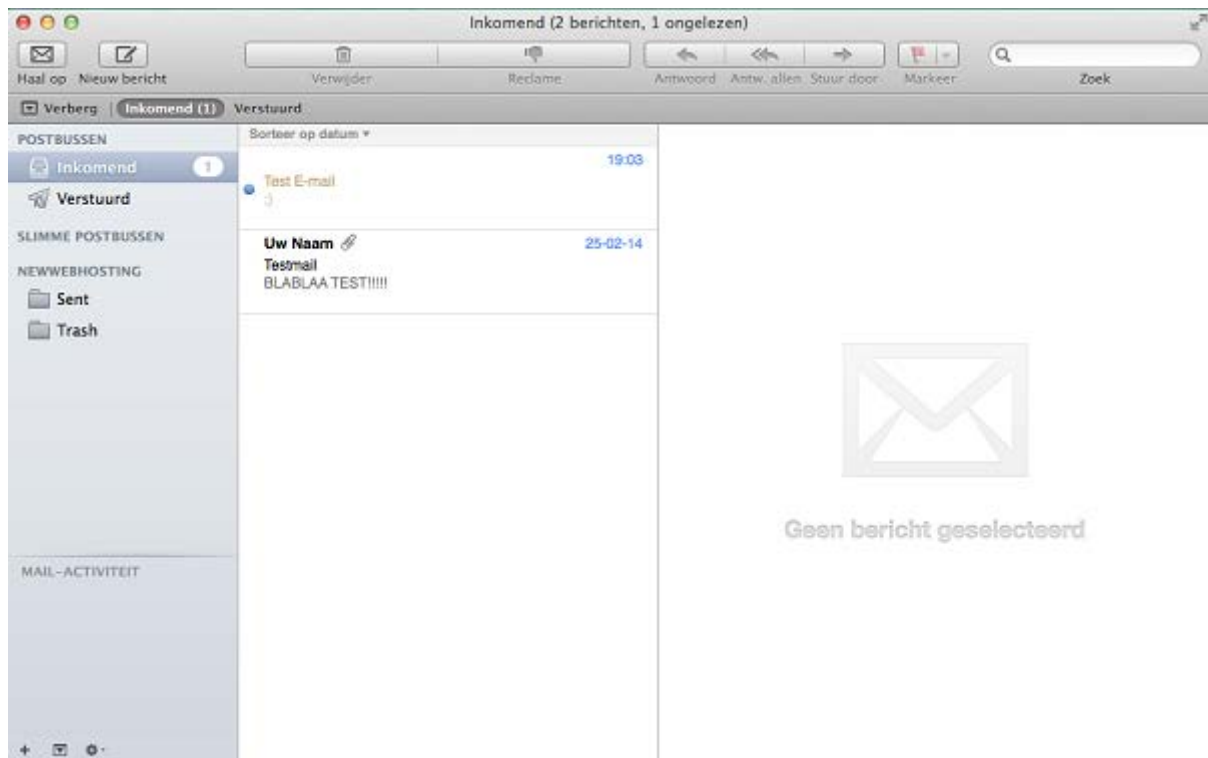 Inkomend (2 berichten, 1 ongelezen)
Haal op Nieuw bericht Verwijder Reclame Antwoord Antw. allen Stuur door Markeer Zoek
Verberg Inkomend (1) Verstuurd
POSTBUSSEN
Inkomend 1
Verstuurd
SLIMME POSTBUSSEN
NEWWEBHOSTING
Sent
Trash
MAIL-ACTIVITEIT
Sorteer op datum
19:03
Test E-mail
:)
Uw Naam 25-02-14
Testmail
BLABLAA TEST!!!!!
Geen bericht geselecteerd